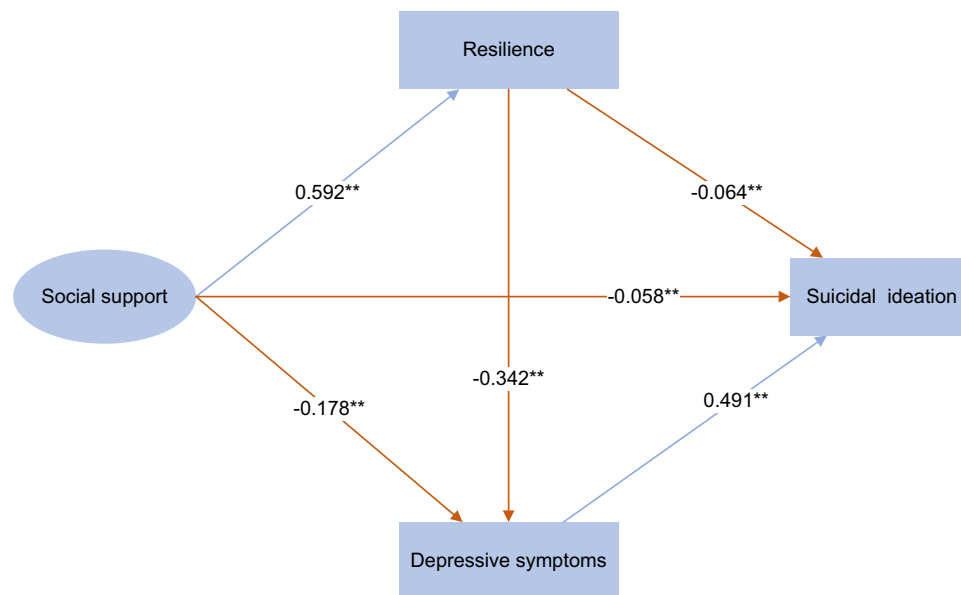 Resilience
0.592**
-0.064**
Social support
-0.058**
Suicidal ideation
-0.342**
-0.178**
0.491**
Depressive symptoms